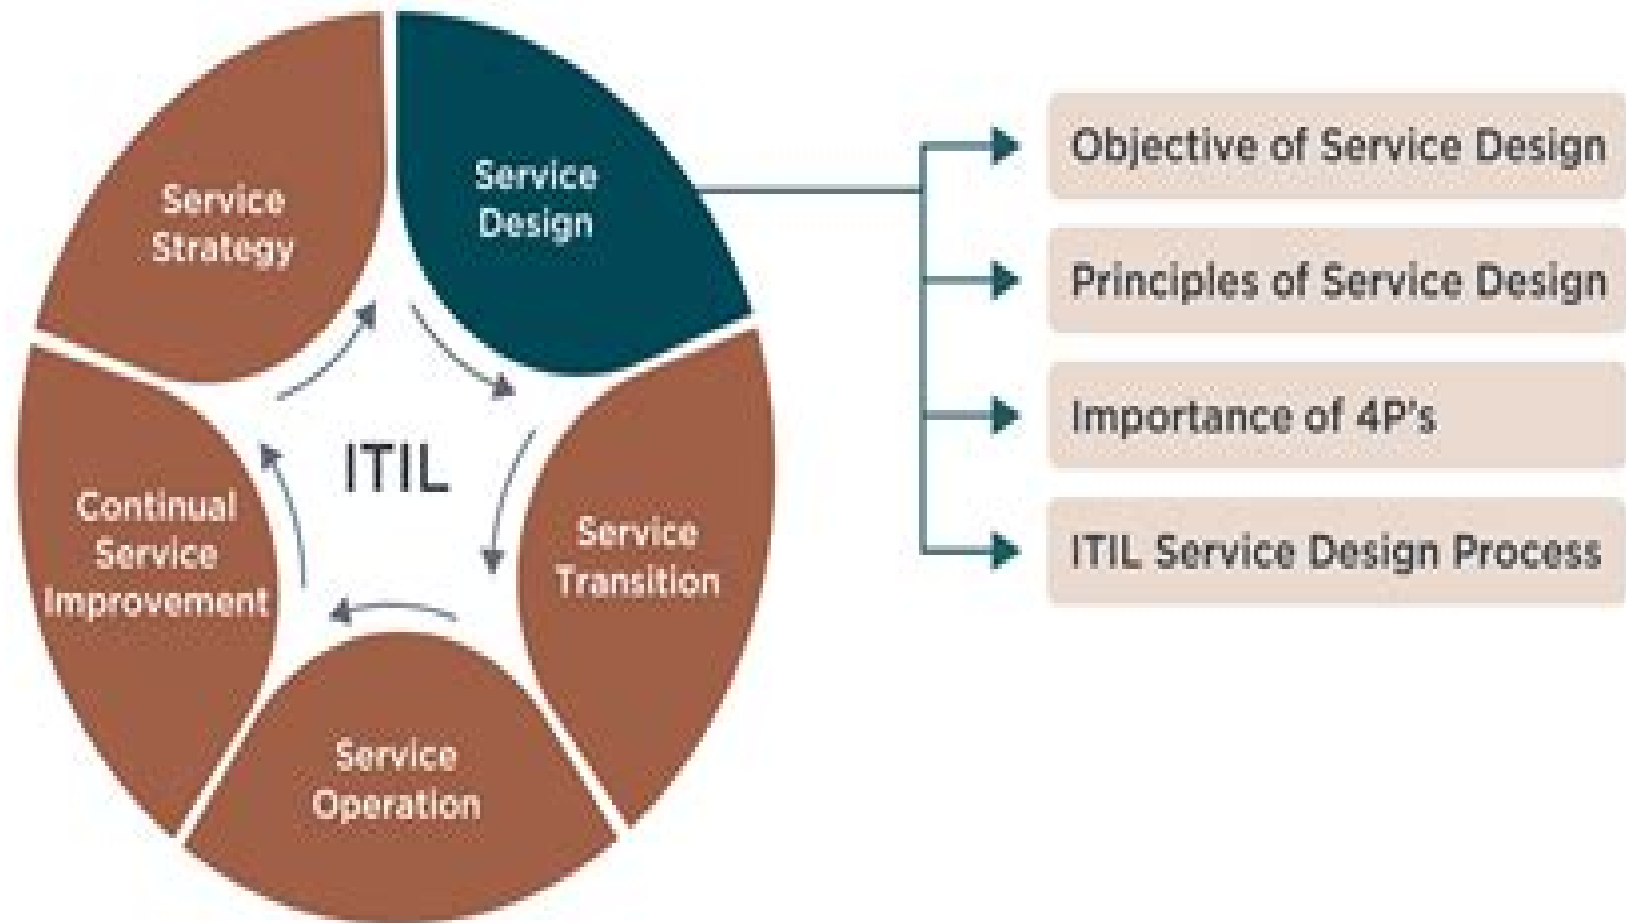 Service
Strategy
Service
Design
Service
Transition
Service
Operation
Continual
Service
Improvement
ITIL
Objective of Service Design
Principles of Service Design
Importance of 4P's
ITIL Service Design Process